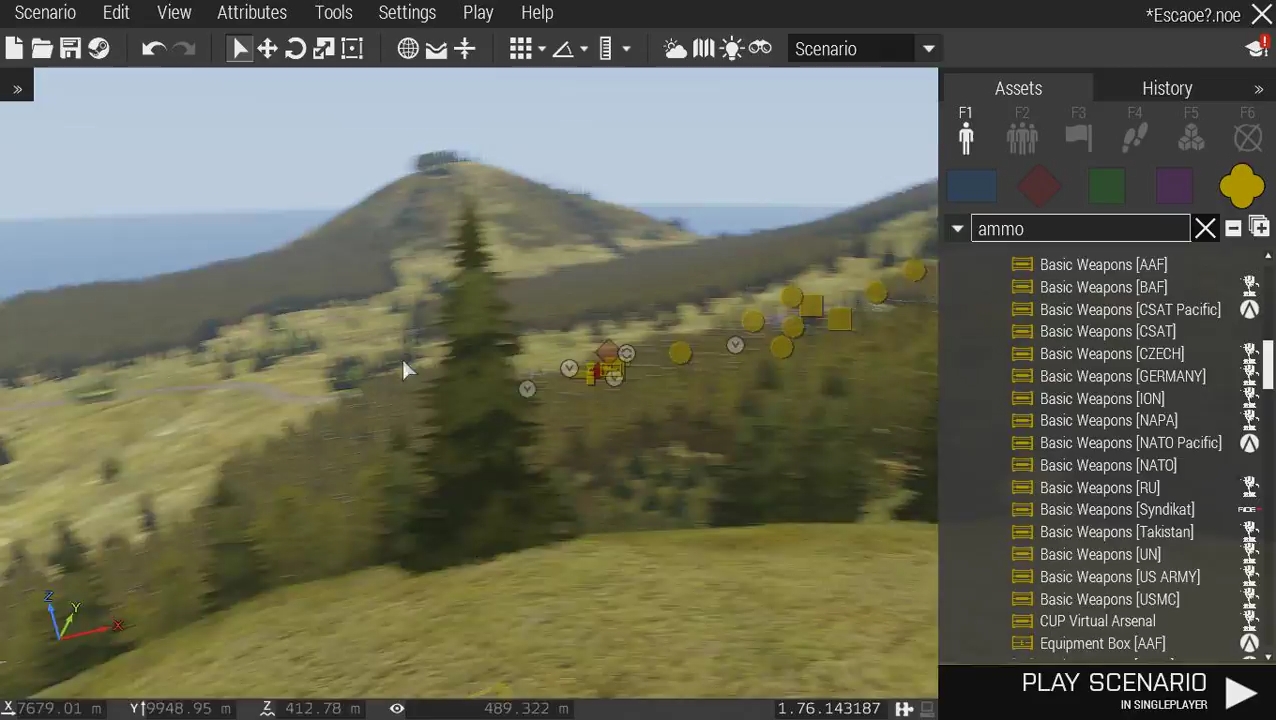 Scenario Edit View Attributes Tools Settings Play Help *Escaoe?.noe
Scenario
»
Assets History »
F1 F2 F3 F4 F5 F6
ammo
Basic Weapons [AAF]
Basic Weapons [BAF]
Basic Weapons [CSAT Pacific]
Basic Weapons [CSAT]
Basic Weapons [CZECH]
Basic Weapons [GERMANY]
Basic Weapons [ION]
Basic Weapons [NAPA]
Basic Weapons [NATO Pacific]
Basic Weapons [NATO]
Basic Weapons [RU]
Basic Weapons [Syndikat]
Basic Weapons [Takistan]
Basic Weapons [UN]
Basic Weapons [US ARMY]
Basic Weapons [USMC]
CUP Virtual Arsenal
Equipment Box [AAF]
Z Y X
PLAY SCENARIO
IN SINGLEPLAYER
X 7679.01 m Y 9948.95 m Z 412.78 m 489.322 m 1.76.143187